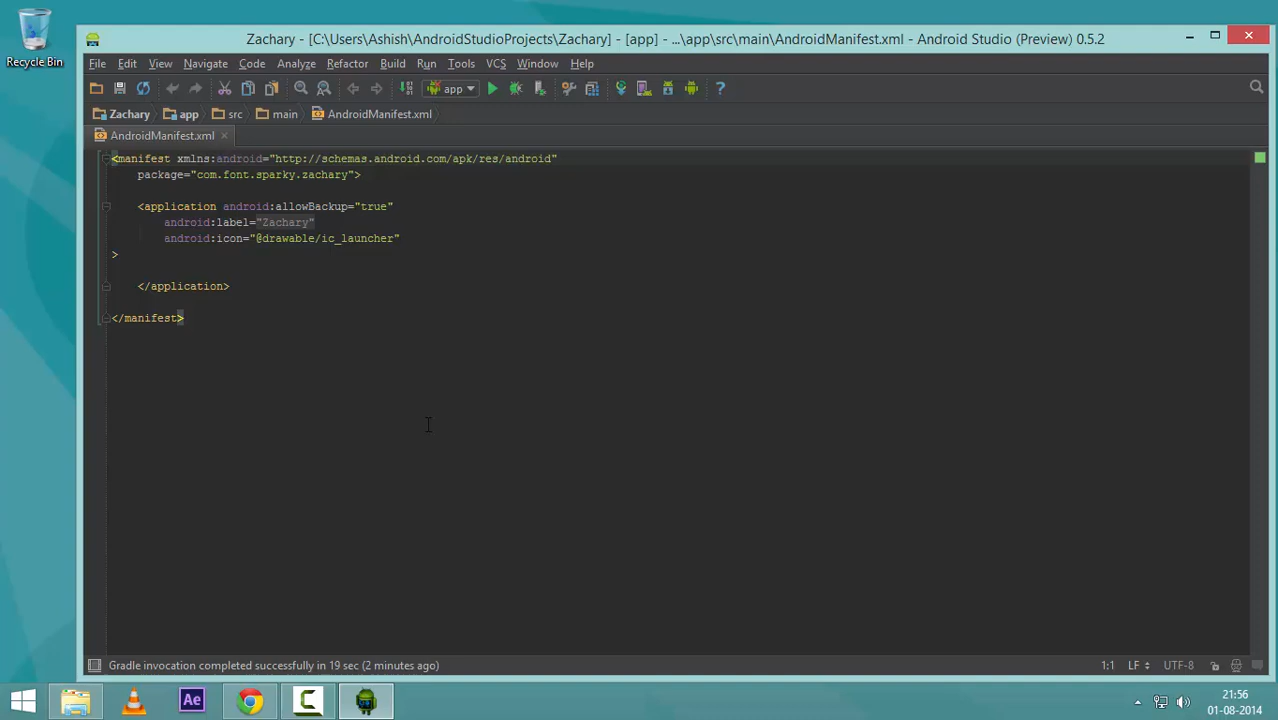 Recycle Bin
Zachary - [C:\Users\Ashish\AndroidStudioProjects\Zachary] - [app] - ...\app\src\main\AndroidManifest.xml - Android Studio (Preview) 0.5.2
File Edit View Navigate Code Analyze Refactor Build Run Tools VCS Window Help
app
Zachary app src main AndroidManifest.xml
AndroidManifest.xml
<manifest xmlns:android="http://schemas.android.com/apk/res/android"
package="com.font.sparky.zachary">
<application android:allowBackup="true"
android:label="Zachary"
android:icon="@drawable/ic_launcher"
>
</application>
</manifest>
Gradle invocation completed successfully in 19 sec (2 minutes ago)
1:1 LF UTF-8
Ae
21:56
01-08-2014